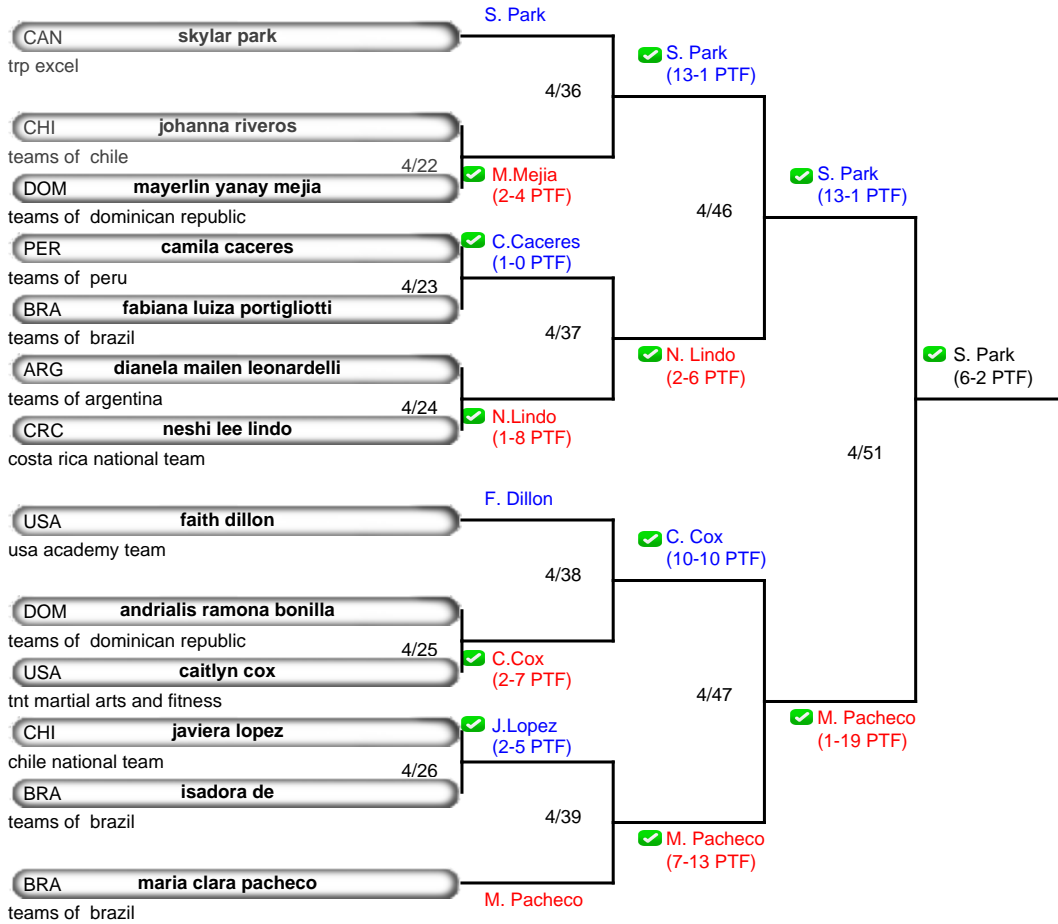 S. Park
CAN skylar park
trp excel
4/36
S. Park
(13-1 PTF)
CHI johanna riveros
teams of chile
4/22
M.Mejia
(2-4 PTF)
DOM mayerlin yanay mejia
teams of dominican republic
4/46
S. Park
(13-1 PTF)
PER camila caceres
teams of peru
C.Caceres
(1-0 PTF)
4/23
BRA fabiana luiza portigliotti
teams of brazil
4/37
N. Lindo
(2-6 PTF)
ARG dianela mailen leonardelli
teams of argentina
4/24
N.Lindo
(1-8 PTF)
CRC neshi lee lindo
costa rica national team
S. Park
(6-2 PTF)
4/51
F. Dillon
USA faith dillon
usa academy team
4/38
C. Cox
(10-10 PTF)
DOM andrialis ramona bonilla
teams of dominican republic
4/25
C.Cox
(2-7 PTF)
USA caitlyn cox
tnt martial arts and fitness
4/47
M. Pacheco
(1-19 PTF)
CHI javiera lopez
chile national team
J.Lopez
(2-5 PTF)
4/26
BRA isadora de
teams of brazil
4/39
M. Pacheco
(7-13 PTF)
BRA maria clara pacheco
teams of brazil
M. Pacheco